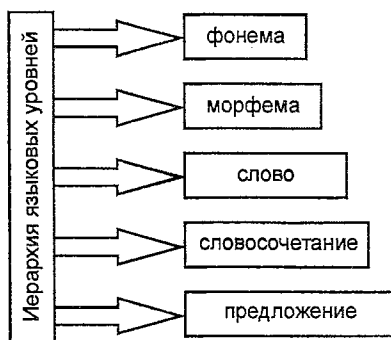 Иерархия языковых уровней
фонема
морфема
слово
словосочетание
предложение